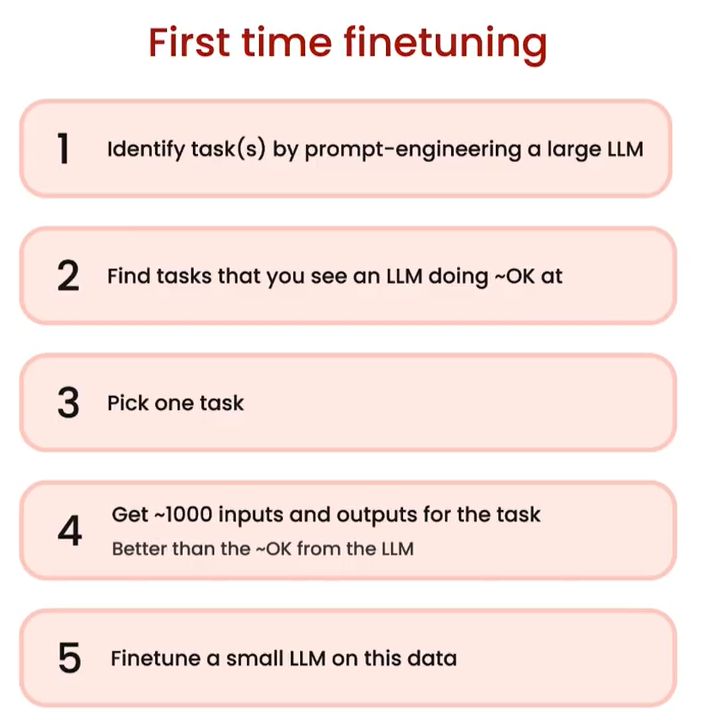 First time finetuning
1 Identify task(s) by prompt-engineering a large LLM
2 Find tasks that you see an LLM doing ~OK at
3 Pick one task
4 Get ~1000 inputs and outputs for the task
Better than the ~OK from the LLM
5 Finetune a small LLM on this data